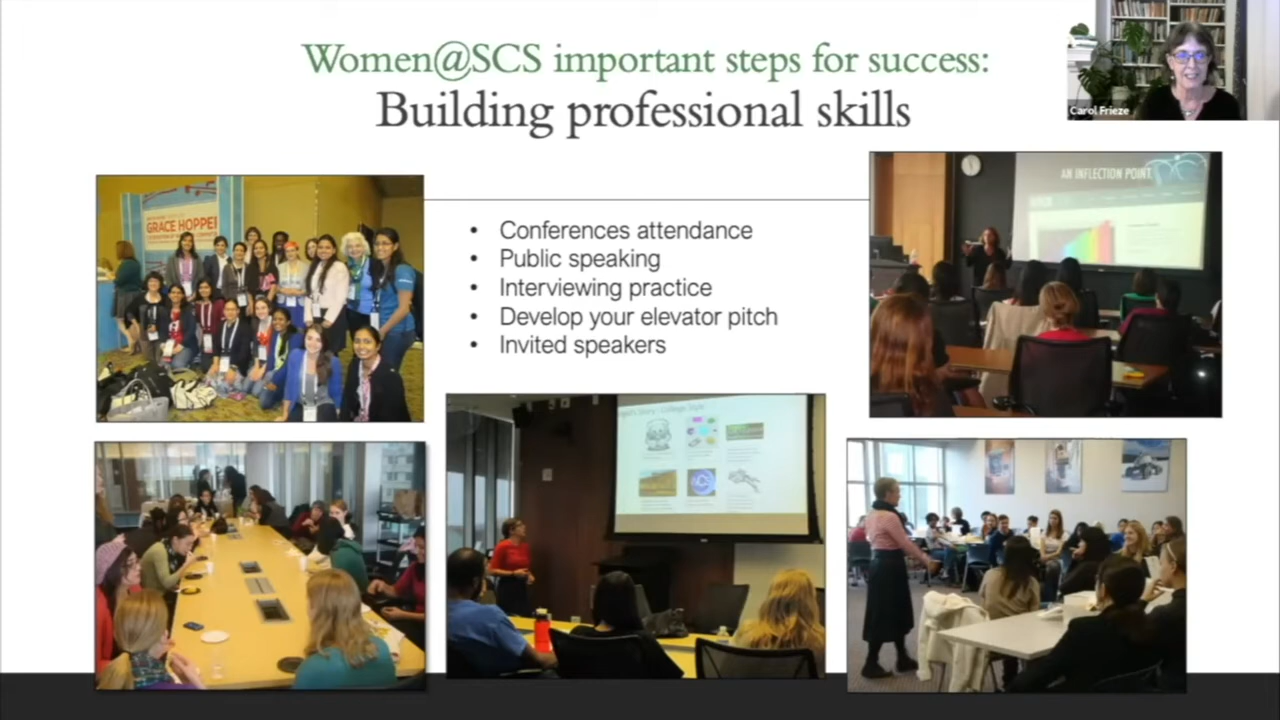 Women@SCS important steps for success:
Building professional skills
Carol Frieze
GRACE HOPPE
AN INFLECTION POINT
• Conferences attendance
• Public speaking
• Interviewing practice
• Develop your elevator pitch
• Invited speakers